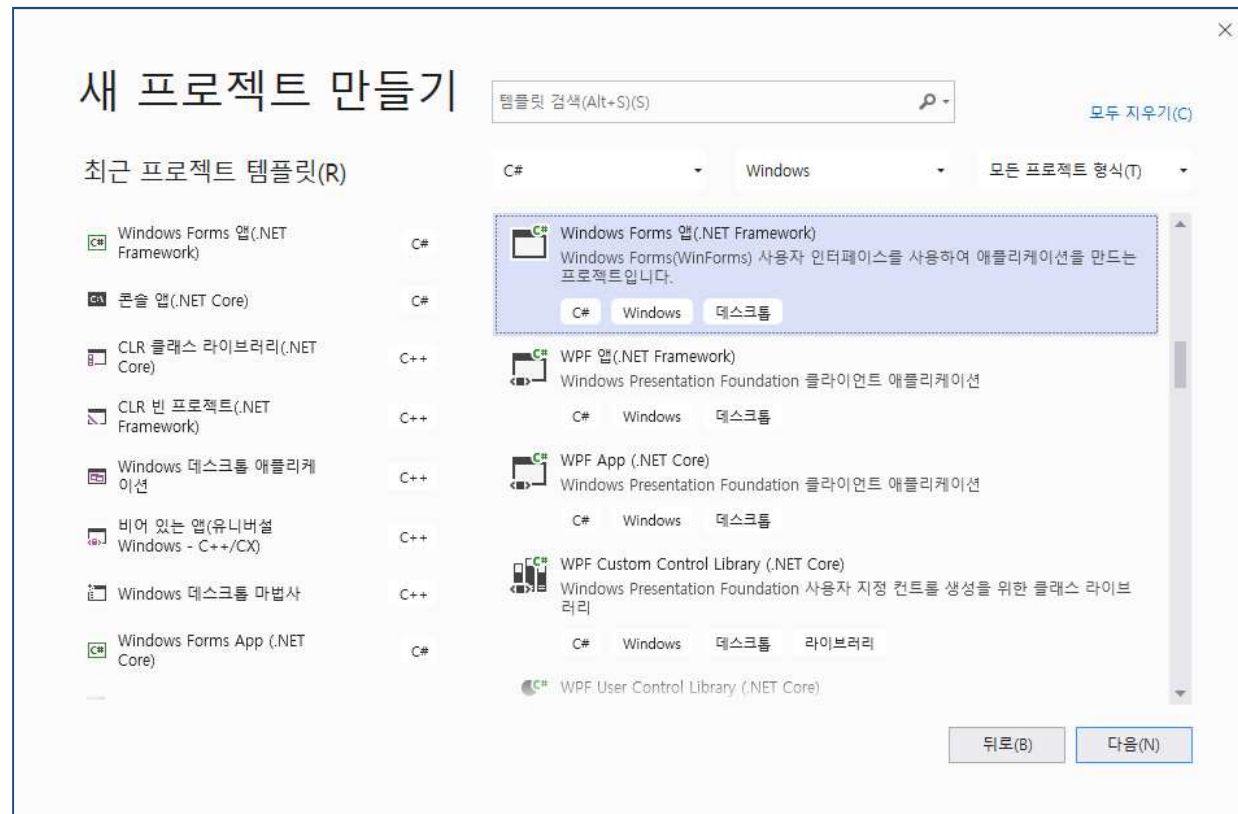 새 프로젝트 만들기
템플릿 검색(Alt+S)(S)
모두 지우기(C)
최근 프로젝트 템플릿(R)
C#
Windows
모든 프로젝트 형식(T)
Windows Forms 앱(.NET
Framework)
C#
콘솔 앱(.NET Core)
C#
CLR 클래스 라이브러리(.NET
Core)
C++
CLR 빈 프로젝트(.NET
Framework)
C++
Windows 데스크톱 애플리케
이션
C++
비어 있는 앱(유니버설
Windows - C++/CX)
C++
Windows 데스크톱 마법사
C++
Windows Forms App (.NET
Core)
C#
Windows Forms 앱(.NET Framework)
Windows Forms(WinForms) 사용자 인터페이스를 사용하여 애플리케이션을 만드는
프로젝트입니다.
C# Windows 데스크톱
WPF 앱(.NET Framework)
Windows Presentation Foundation 클라이언트 애플리케이션
C# Windows 데스크톱
WPF App (.NET Core)
Windows Presentation Foundation 클라이언트 애플리케이션
C# Windows 데스크톱
WPF Custom Control Library (.NET Core)
Windows Presentation Foundation 사용자 지정 컨트롤 생성을 위한 클래스 라이브
러리
C# Windows 데스크톱 라이브러리
WPF User Control Library (.NET Core)
뒤로(B)
다음(N)